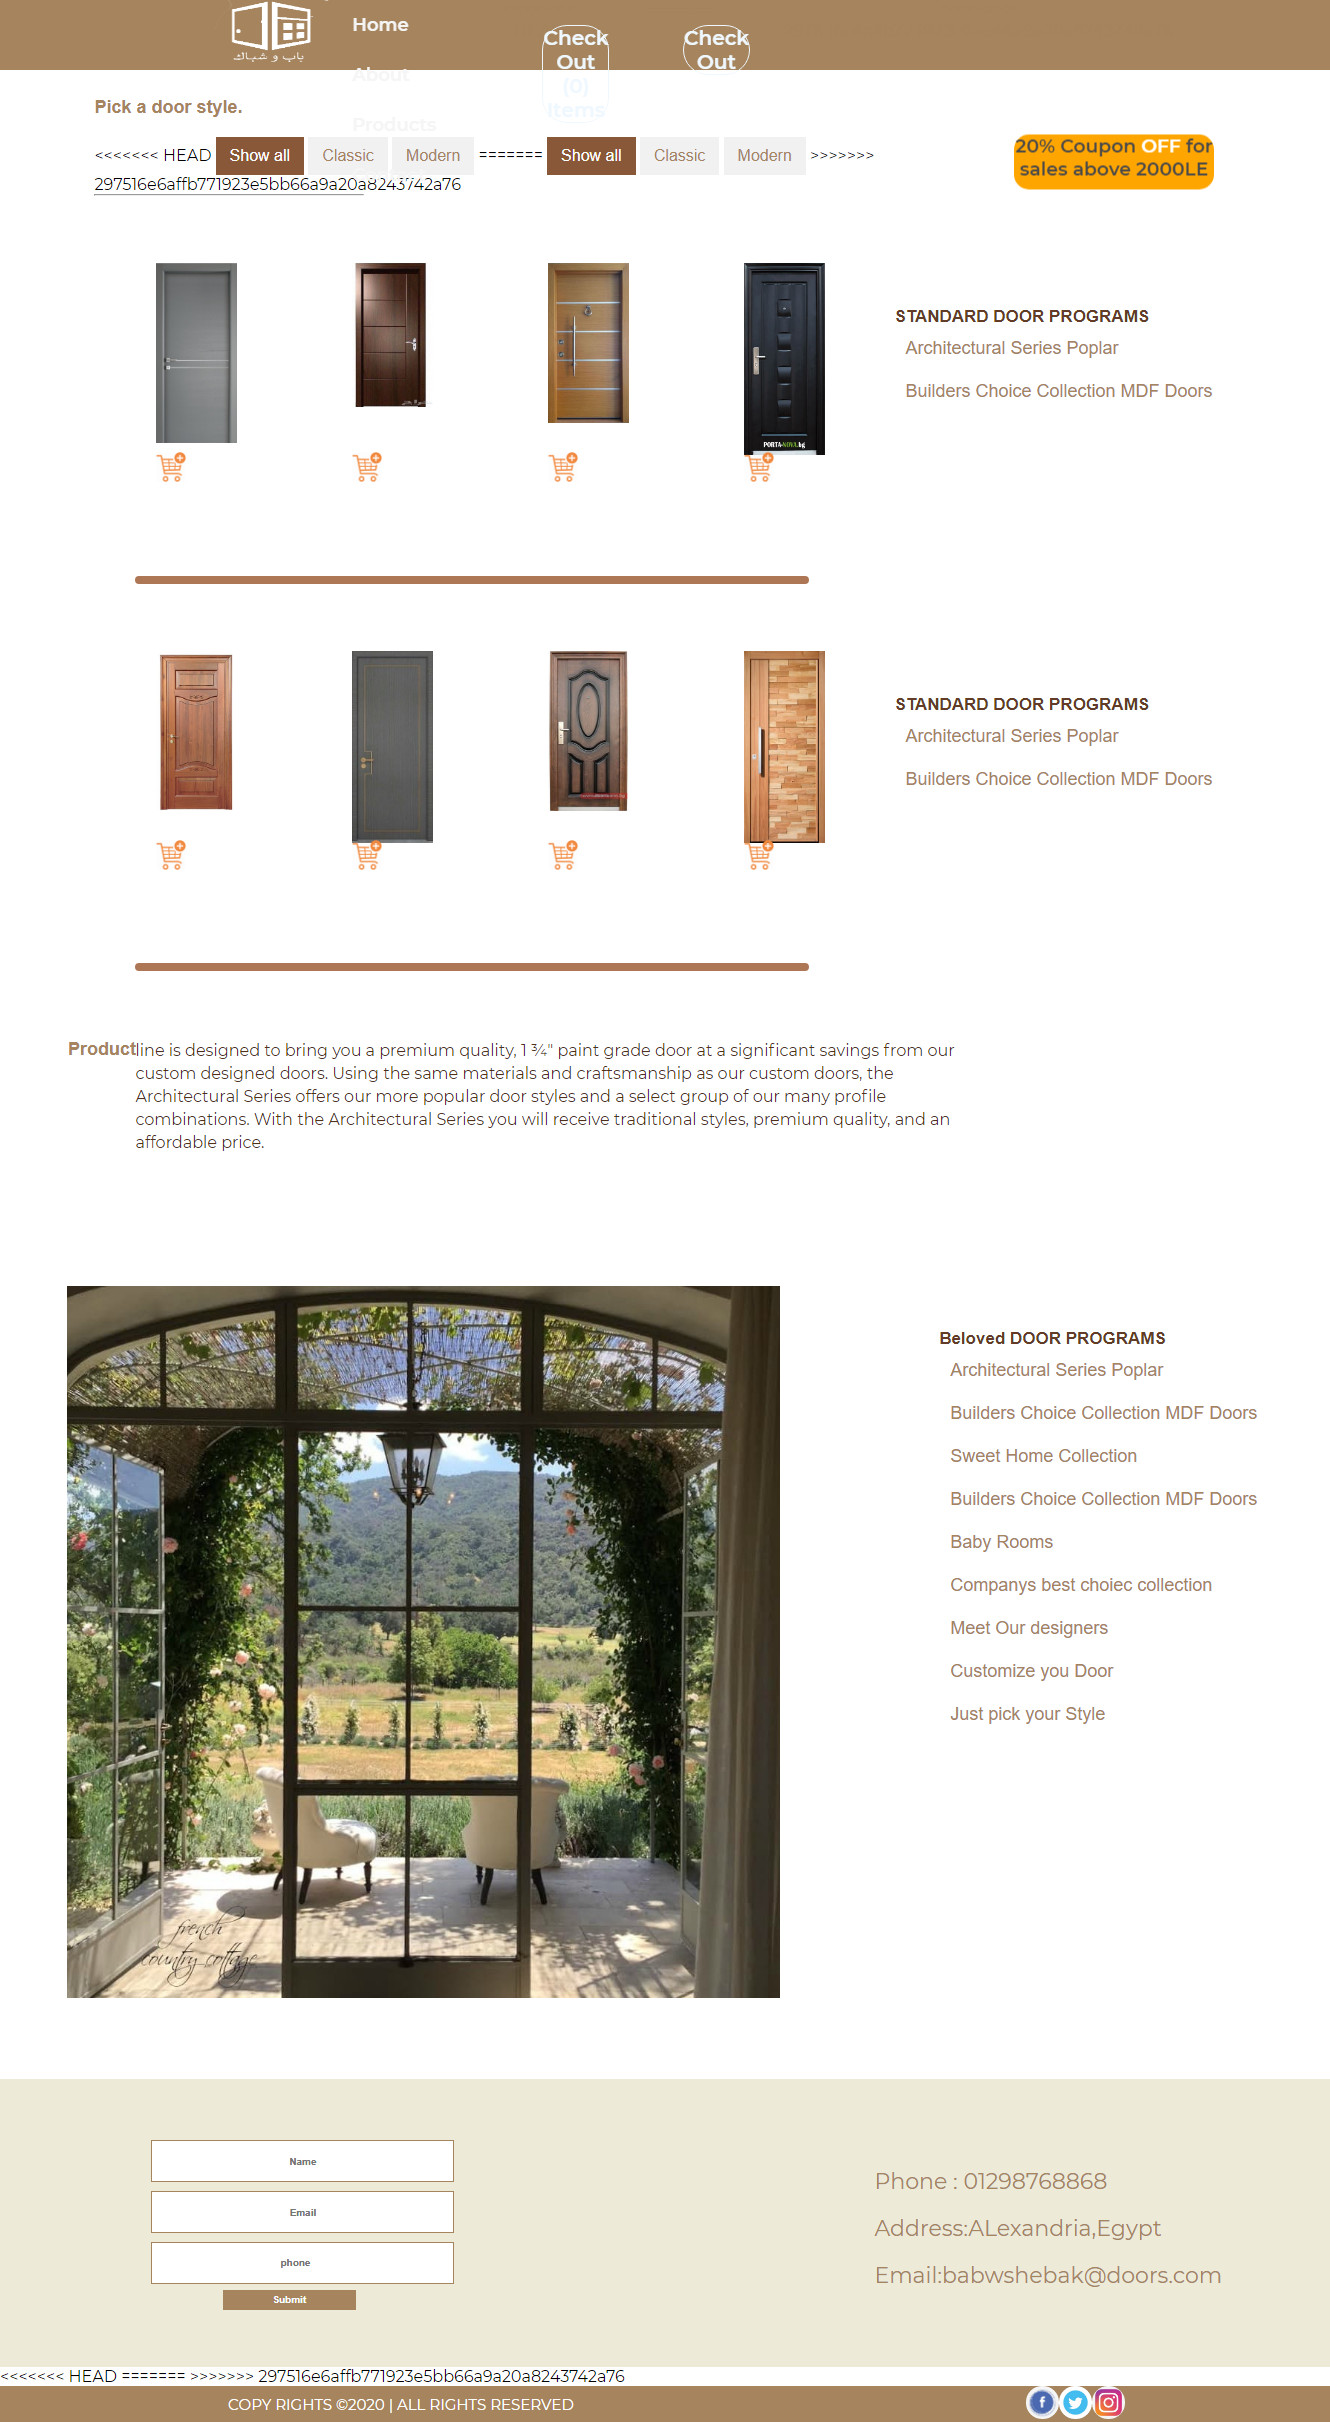 باب و شباك
Home
About
Products
Check
Out
(0)
Items
Check
Out
Pick a door style.
<<<<<<< HEAD Show all Classic Modern ======= Show all Classic Modern >>>>>>>
297516e6affb771923e5bb66a9a20a8243742a76
20% Coupon OFF for
sales above 2000LE
PORTA-NOVA.bg
STANDARD DOOR PROGRAMS
Architectural Series Poplar
Builders Choice Collection MDF Doors
STANDARD DOOR PROGRAMS
Architectural Series Poplar
Builders Choice Collection MDF Doors
Product line is designed to bring you a premium quality, 1 ¾" paint grade door at a significant savings from our
custom designed doors. Using the same materials and craftsmanship as our custom doors, the
Architectural Series offers our more popular door styles and a select group of our many profile
combinations. With the Architectural Series you will receive traditional styles, premium quality, and an
affordable price.
Beloved DOOR PROGRAMS
Architectural Series Poplar
Builders Choice Collection MDF Doors
Sweet Home Collection
Builders Choice Collection MDF Doors
Baby Rooms
Companys best choiec collection
Meet Our designers
Customize you Door
Just pick your Style
french
country cottage
Name
Email
phone
Submit
Phone : 01298768868
Address:ALexandria,Egypt
Email:babwshebak@doors.com
<<<<<<< HEAD ======= >>>>>>> 297516e6affb771923e5bb66a9a20a8243742a76
COPY RIGHTS ©2020 | ALL RIGHTS RESERVED